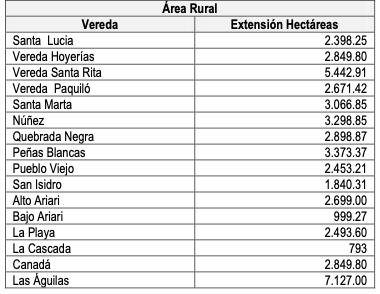 Área Rural
Vereda Extensión Hectáreas
Santa Lucia 2.398.25
Vereda Hoyerías 2.849.80
Vereda Santa Rita 5.442.91
Vereda Paquiló 2.671.42
Santa Marta 3.066.85
Núñez 3.298.85
Quebrada Negra 2.898.87
Peñas Blancas 3.373.37
Pueblo Viejo 2.453.21
San Isidro 1.840.31
Alto Ariari 2.699.00
Bajo Ariari 999.27
La Playa 2.493.60
La Cascada 793
Canadá 2.849.80
Las Águilas 7.127.00